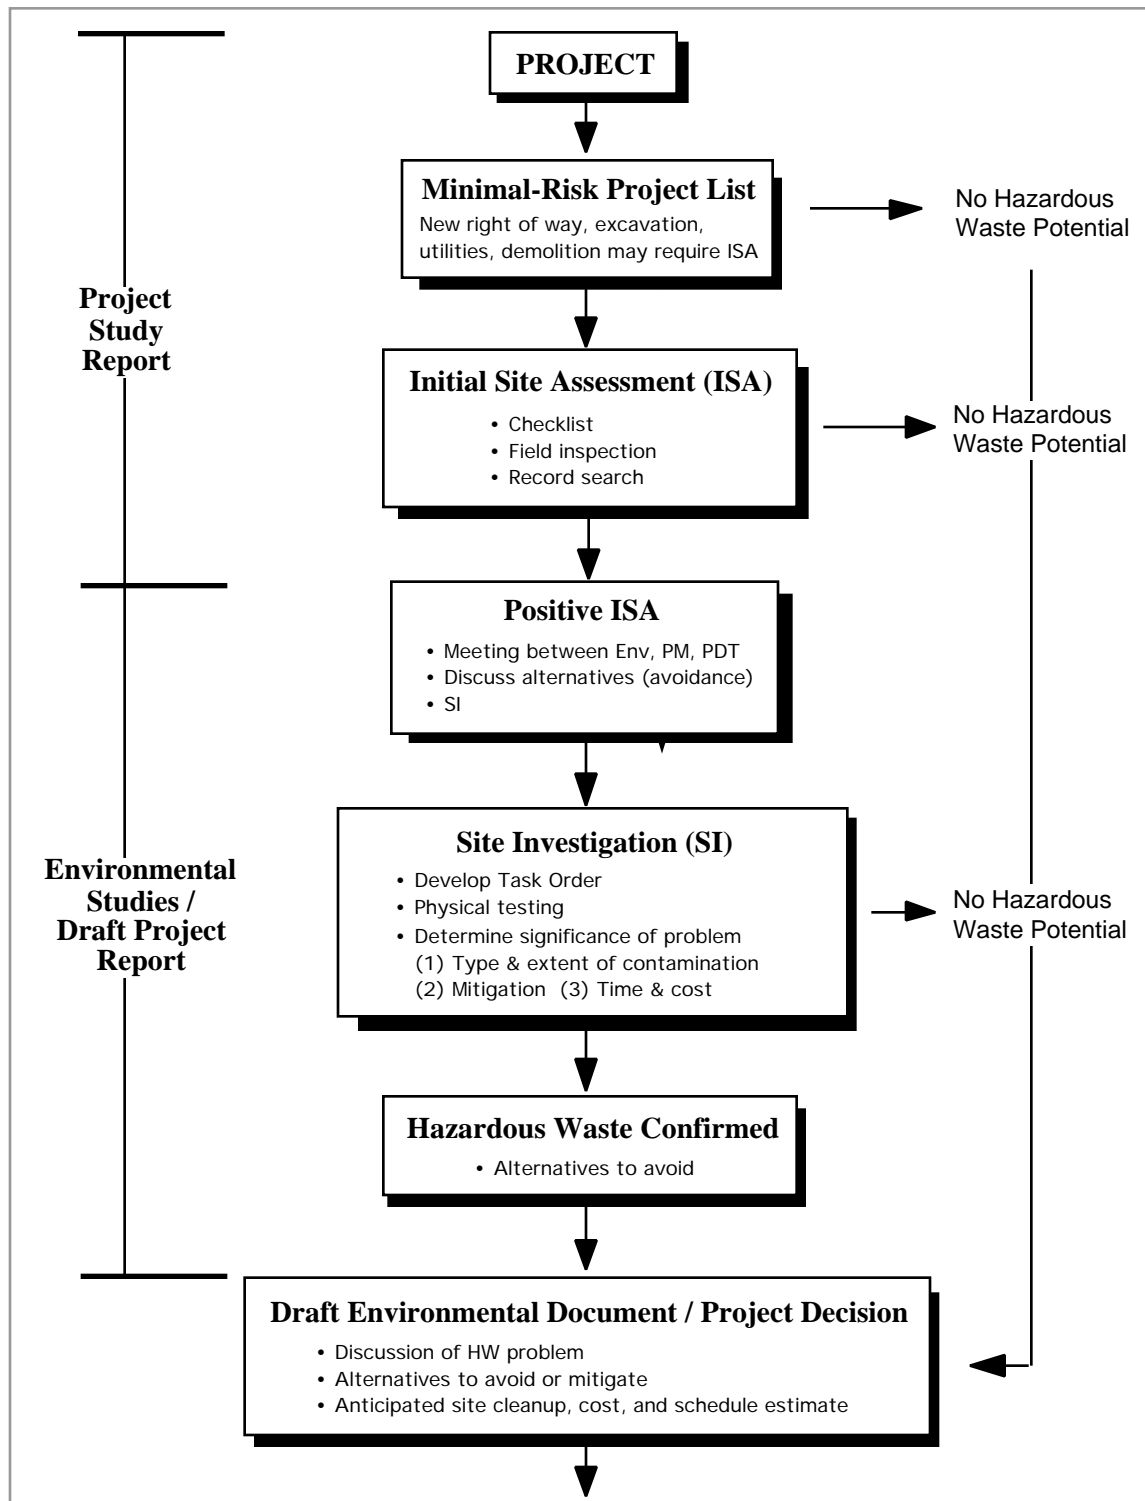 PROJECT
Minimal-Risk Project List
New right of way, excavation,
utilities, demolition may require ISA
No Hazardous
Waste Potential
Project
Study
Report
Initial Site Assessment (ISA)
• Checklist
• Field inspection
• Record search
No Hazardous
Waste Potential
Positive ISA
• Meeting between Env, PM, PDT
• Discuss alternatives (avoidance)
• SI
Environmental
Studies /
Draft Project
Report
Site Investigation (SI)
• Develop Task Order
• Physical testing
• Determine significance of problem
(1) Type & extent of contamination
(2) Mitigation (3) Time & cost
No Hazardous
Waste Potential
Hazardous Waste Confirmed
• Alternatives to avoid
Draft Environmental Document / Project Decision
• Discussion of HW problem
• Alternatives to avoid or mitigate
• Anticipated site cleanup, cost, and schedule estimate